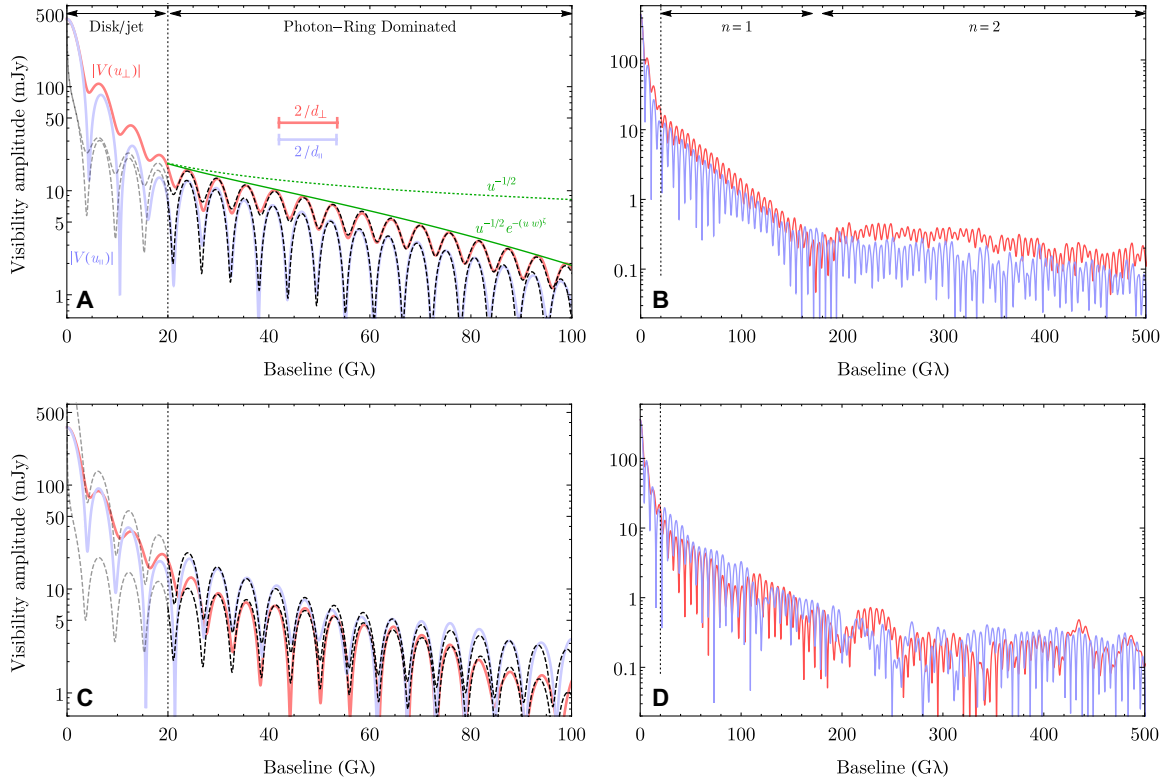 Disk/jet Photon−Ring Dominated
500
100
50
10
5
1
Visibility amplitude (mJy)
|V(u⊥)|
|V(u∥)|
2/d⊥
2/d∥
u^{-1/2}
u^{-1/2} e^{-(u w)^ζ}
A
0 20 40 60 80 100
Baseline (Gλ)
n = 1 n = 2
100
10
1
0.1
B
0 100 200 300 400 500
Baseline (Gλ)
500
100
50
10
5
1
Visibility amplitude (mJy)
C
0 20 40 60 80 100
Baseline (Gλ)
100
10
1
0.1
D
0 100 200 300 400 500
Baseline (Gλ)